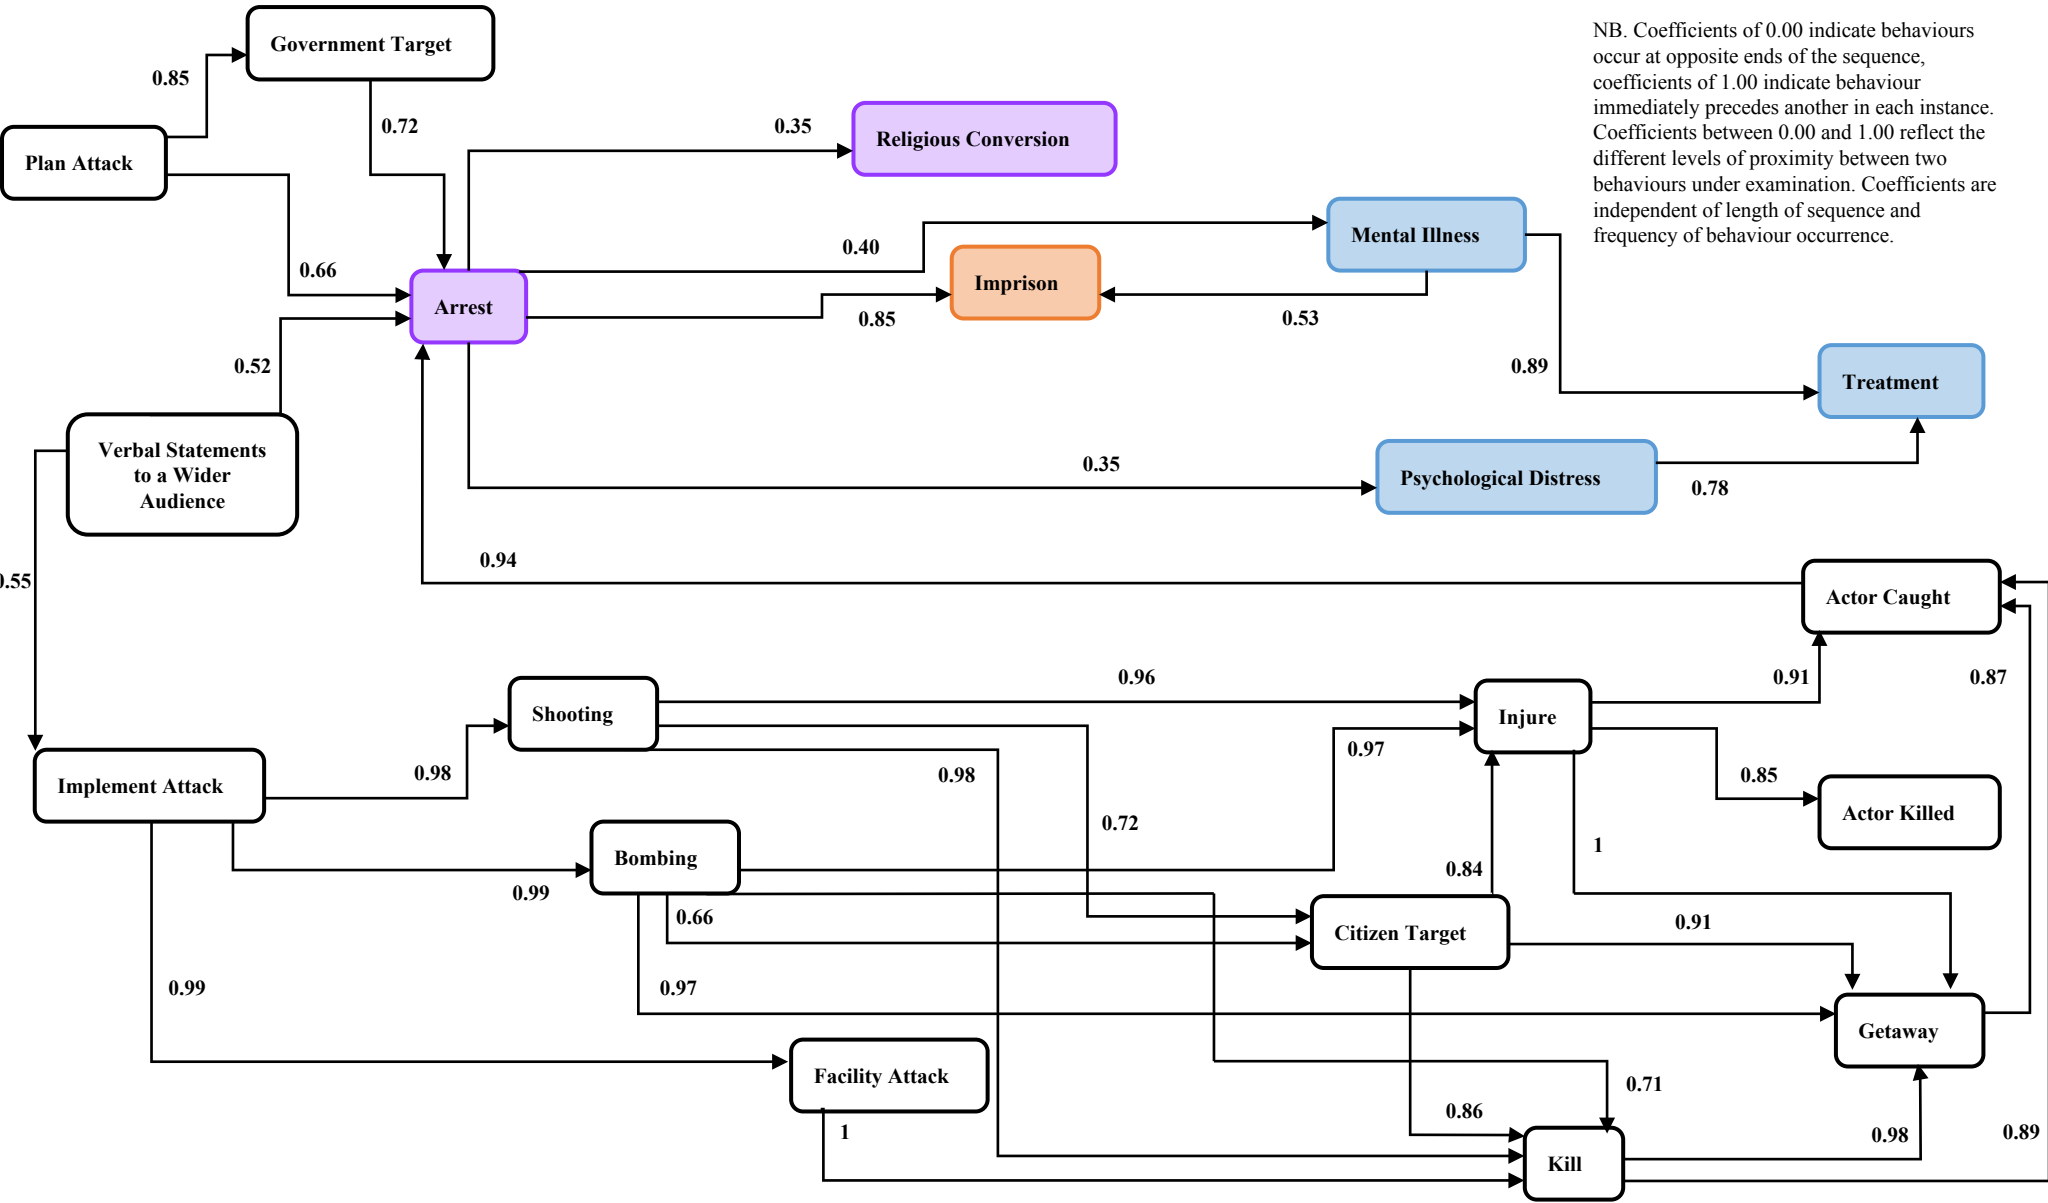 NB. Coefficients of 0.00 indicate behaviours
occur at opposite ends of the sequence,
coefficients of 1.00 indicate behaviour
immediately precedes another in each instance.
Coefficients between 0.00 and 1.00 reflect the
different levels of proximity between two
behaviours under examination. Coefficients are
independent of length of sequence and
frequency of behaviour occurrence.
Government Target
0.85
0.72
Plan Attack
0.35
Religious Conversion
0.66
0.40
Mental Illness
Imprison
Arrest
0.85
0.53
0.52
0.89
Treatment
Verbal Statements
to a Wider
Audience
0.35
Psychological Distress
0.78
0.94
0.55
Actor Caught
0.96
0.91
0.87
Shooting
Injure
0.98
0.98
0.97
0.85
Implement Attack
Actor Killed
0.72
1
Bombing
0.84
0.99
0.66
0.91
Citizen Target
0.99
0.97
Getaway
Facility Attack
0.71
0.86
1
0.98
0.89
Kill